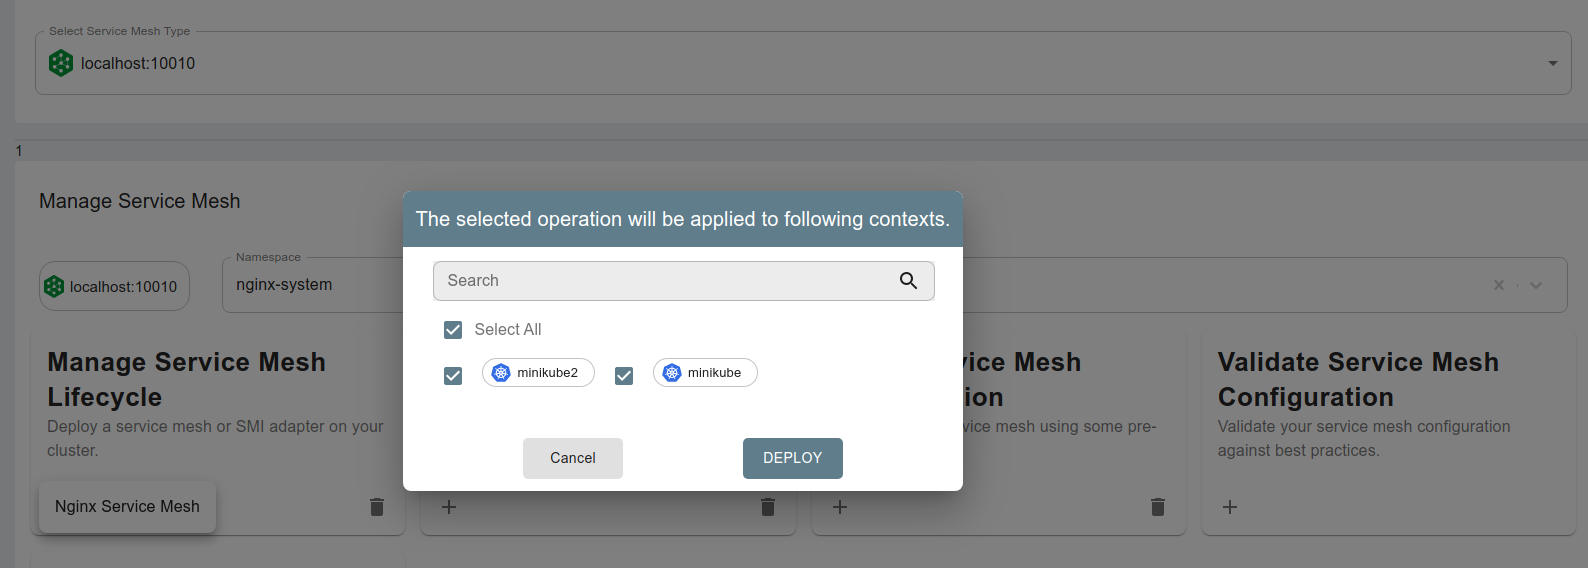 Select Service Mesh Type
localhost:10010
1
Manage Service Mesh
The selected operation will be applied to following contexts.
localhost:10010
Namespace
nginx-system
Search
Select All
minikube2
minikube
Cancel
DEPLOY
Manage Service Mesh
Lifecycle
Deploy a service mesh or SMI adapter on your
cluster.
Nginx Service Mesh
vice Mesh
ion
vice mesh using some pre-
Validate Service Mesh
Configuration
Validate your service mesh configuration
against best practices.